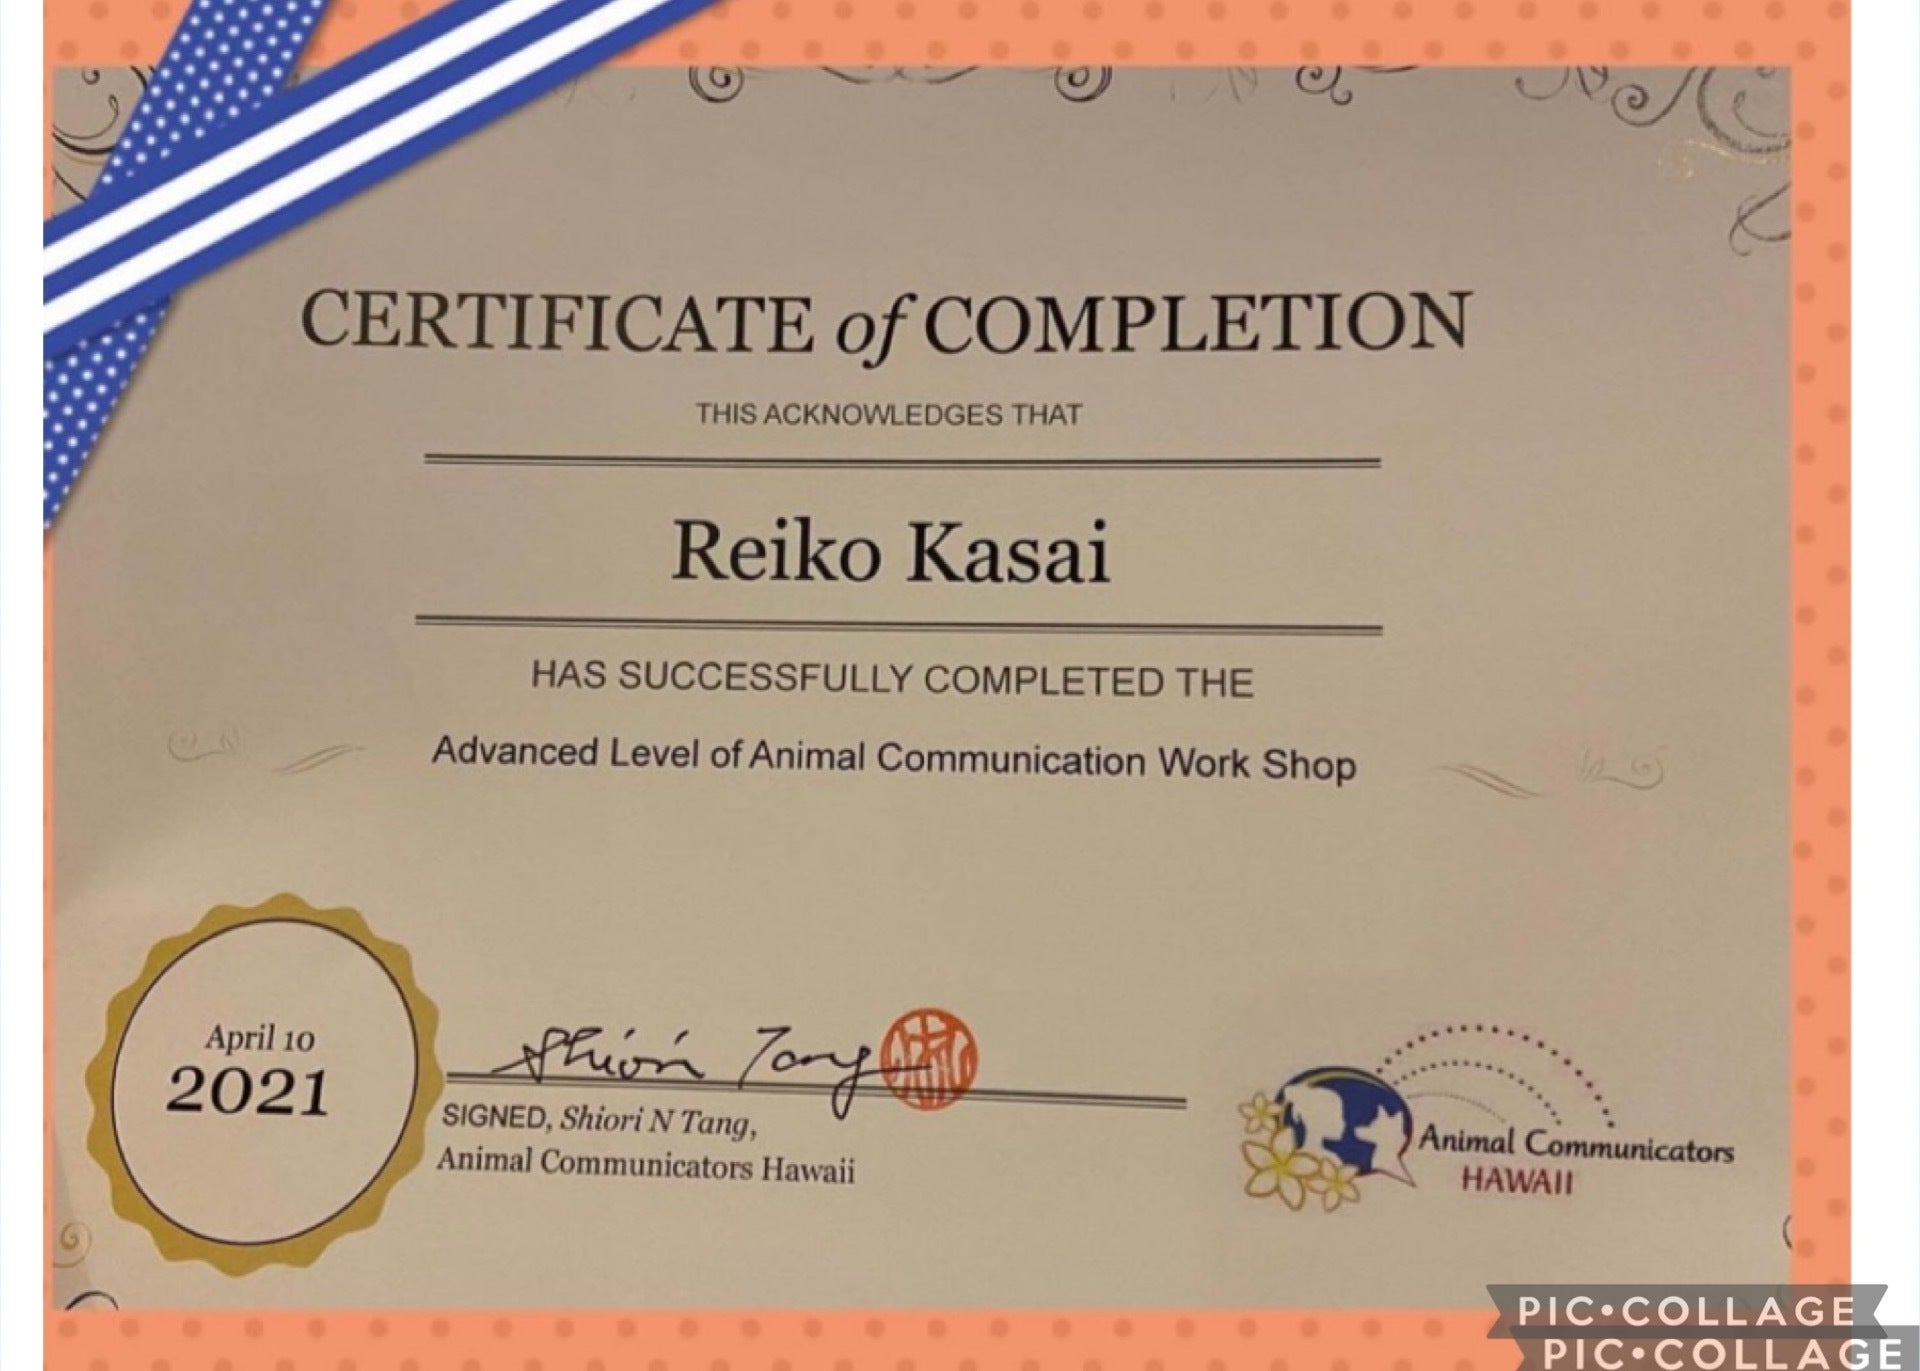 CERTIFICATE of COMPLETION
THIS ACKNOWLEDGES THAT
Reiko Kasai
HAS SUCCESSFULLY COMPLETED THE
Advanced Level of Animal Communication Work Shop
April 10
2021
Shiori Tang
SIGNED, Shiori N Tang,
Animal Communicators Hawaii
Animal Communicators
HAWAII
PIC•COLLAGE
PIC•COLLAGE